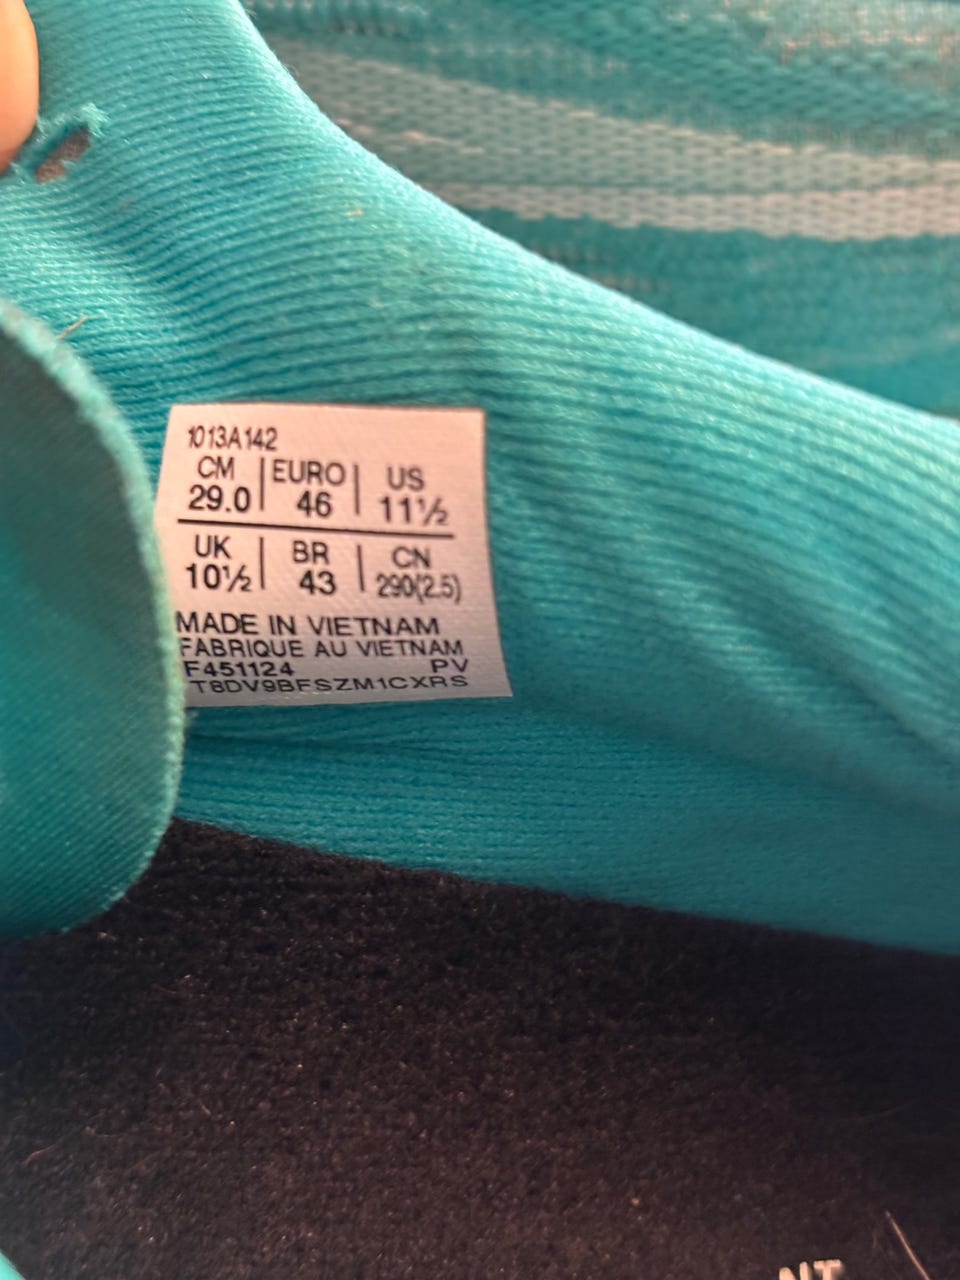 1013A142
CM | EURO | US
29.0 | 46 | 11½
UK | BR | CN
10½ | 43 | 290(2.5)
MADE IN VIETNAM
FABRIQUE AU VIETNAM
F451124 PV
T8DV9BFSZM1CXRS